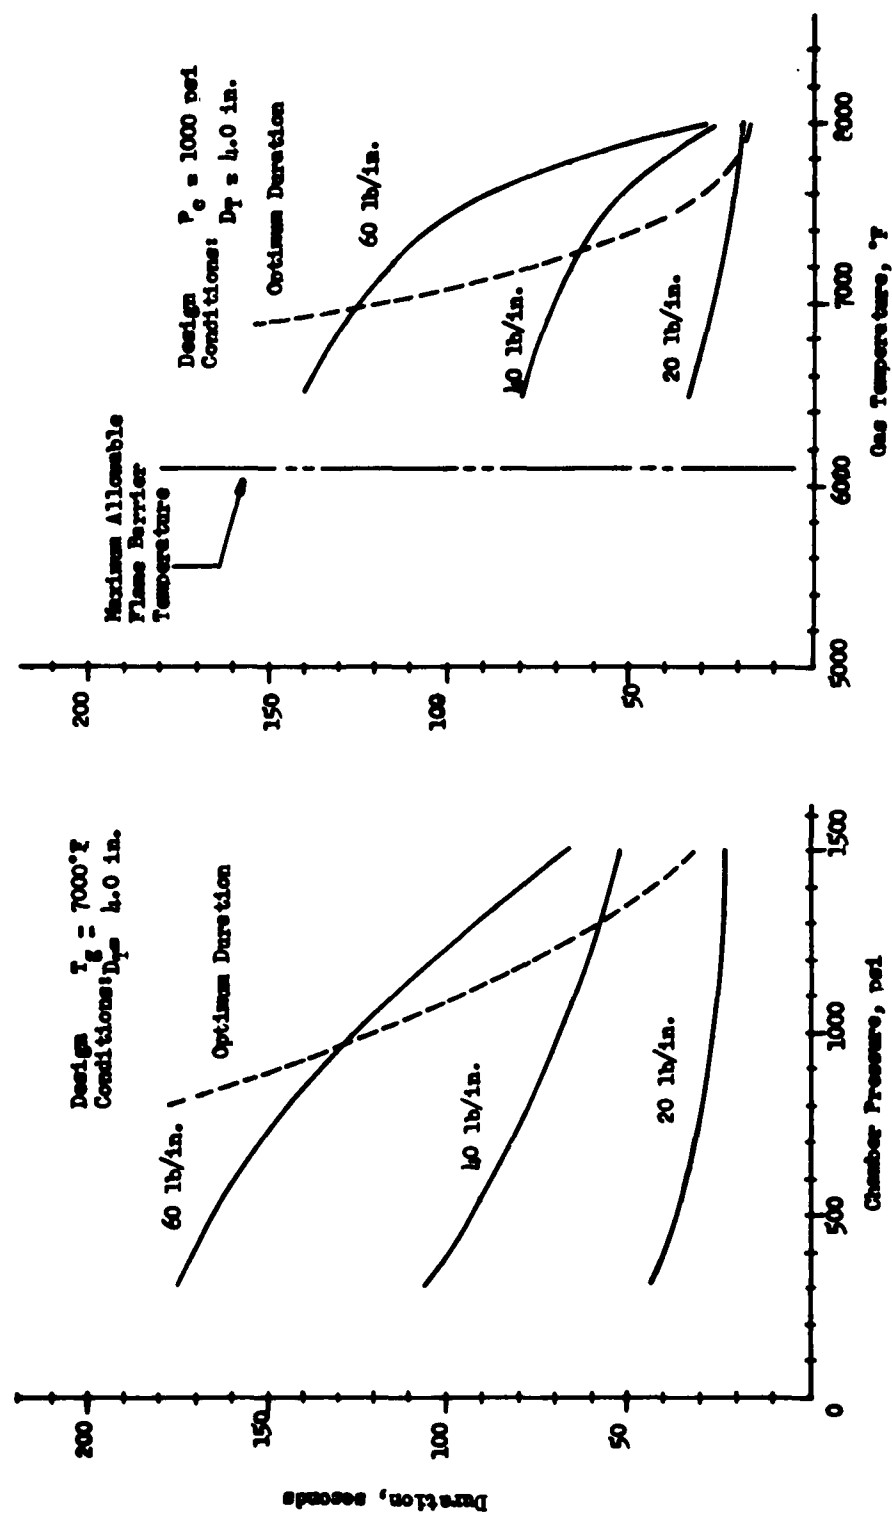 Design T_g = 7000°F
Conditions: D_T= 4.0 in.
Optimum Duration
60 lb/in.
40 lb/in.
20 lb/in.
200
150
100
50
Duration, seconds
0
500
1000
1500
Chamber Pressure, psi
Design P_c = 1000 psi
Conditions: D_T = 4.0 in.
Optimum Duration
60 lb/in.
40 lb/in.
20 lb/in.
Maximum Allowable
Flame Barrier
Temperature
200
150
100
50
5000
6000
7000
8000
Gas Temperature, °F